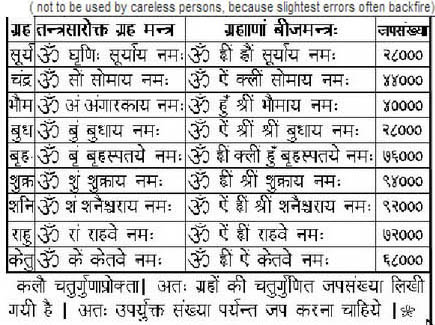 ( not to be used by careless persons, because slightest errors often backfire)
ग्रह तन्त्रसारोक्त ग्रह मन्त्र ग्रहाणां बीजमन्त्रः जपसंख्या
सूर्य ॐ घृणिः सूर्याय नमः ॐ ह्रीं ह्रौं सूर्याय नमः २८०००
चंद्र ॐ सों सोमाय नमः ॐ ऐं क्लीं सोमाय नमः ४४०००
भौम ॐ अं अंगारकाय नमः ॐ हुँ श्रीं भौमाय नमः ४००००
बुध ॐ बुं बुधाय नमः ॐ ऐं श्रीं श्रीं बुधाय नमः २८०००
बृह ॐ बृं बृहस्पतये नमः ॐ ह्रीं क्लीं हुँ बृहस्पतये नमः ७६०००
शुक्र ॐ शुं शुक्राय नमः ॐ ह्रीं श्रीं शुक्राय नमः ६४०००
शनि ॐ शं शनैश्चराय नमः ॐ ऐं ह्रीं श्रीं शनैश्चराय नमः ९२०००
राहु ॐ रां राहवे नमः ॐ ऐं ह्रीं राहवे नमः ७२०००
केतु ॐ कें केतवे नमः ॐ ह्रीं ऐं केतवे नमः ६८०००
कलौ चतुर्गुणाप्रोक्ता| अतः ग्रहों की चतुर्गुणित जपसंख्या लिखी
गयी है | अतः उपर्युक्त संख्या पर्यन्त जप करना चाहिये |